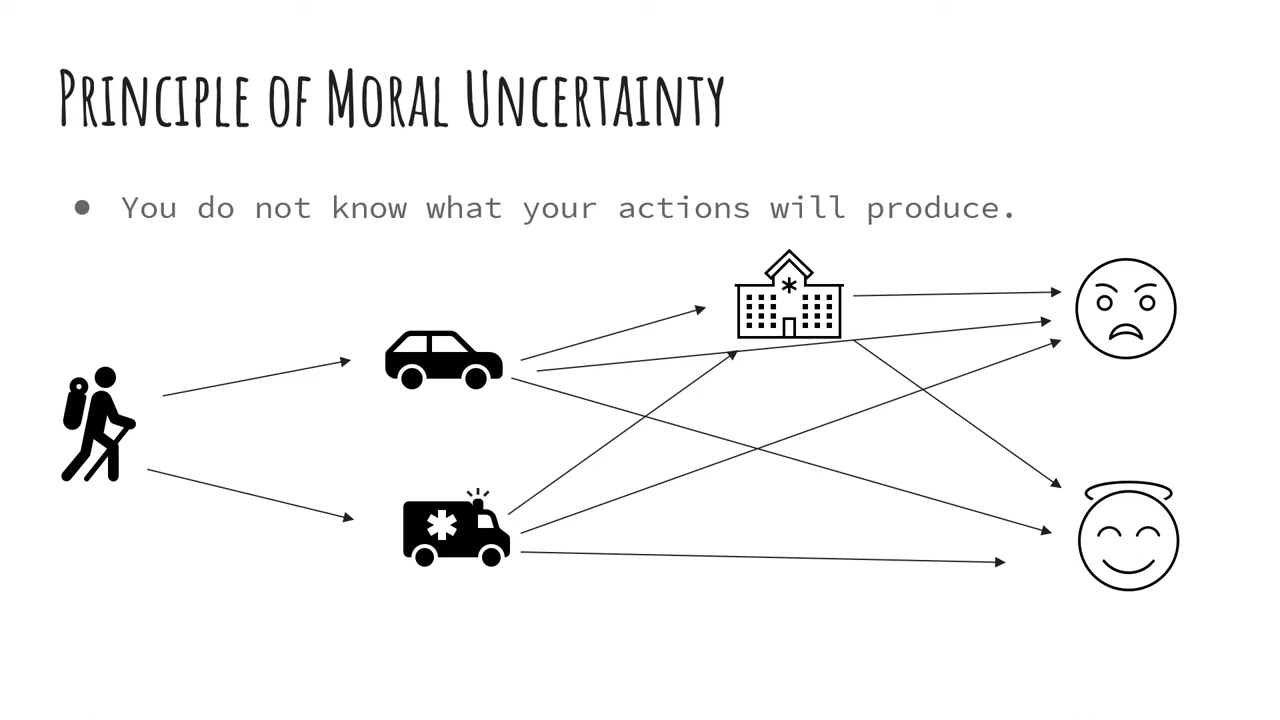 Principle of Moral Uncertainty
● You do not know what your actions will produce.